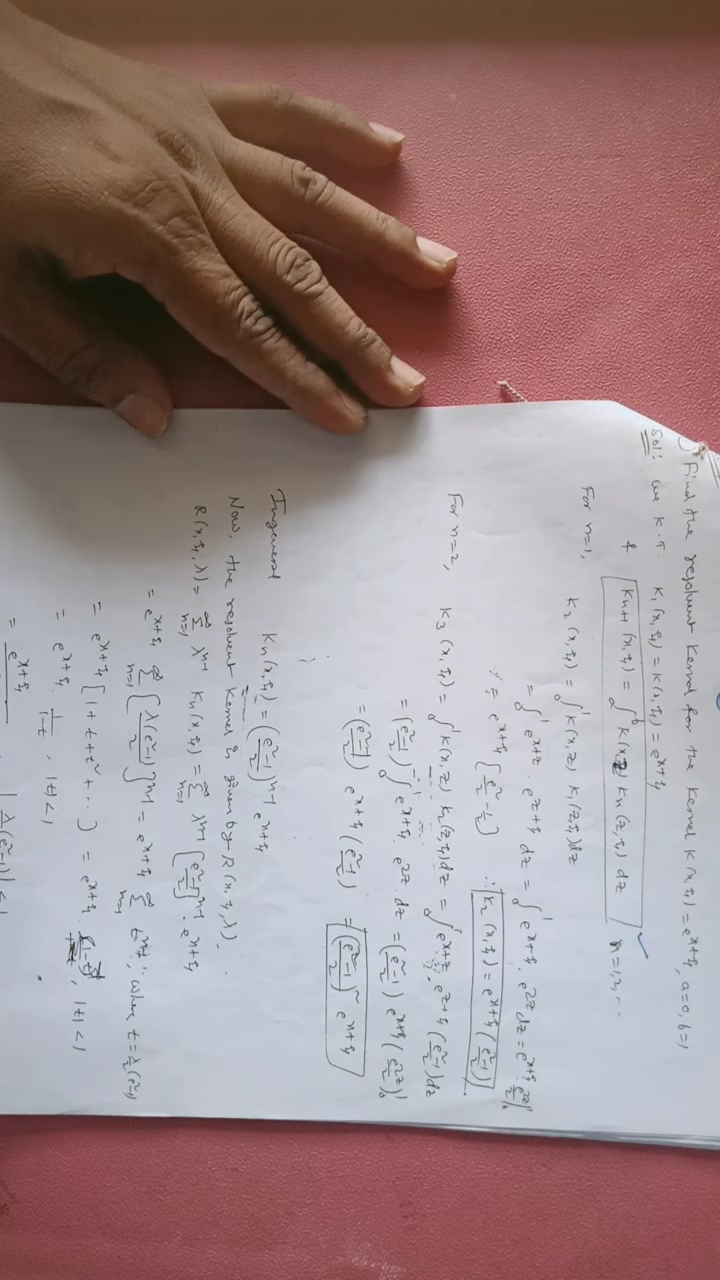 1) Find the resolvent kernel for the kernel K(x,ξ) = e^{x+ξ}, a=0, b=1
Sol: We K.T. K₁(x,ξ) = K(x,ξ) = e^{x+ξ}
& K_{n+1}(x,ξ) = ∫₀¹ K(x,z) K_n(z,ξ) dz n=1,2,...
For n=1,
K₂(x,ξ) = ∫₀¹ K(x,z) K₁(z,ξ) dz
= ∫₀¹ e^{x+z} . e^{z+ξ} dz = ∫₀¹ e^{x+ξ} . e^{2z} dz = e^{x+ξ} . e^{2z}/2 |₀¹
= e^{x+ξ} [e²/2 - 1/2] ∴ K₂(x,ξ) = e^{x+ξ} ((e²-1)/2)
For n=2,
K₃(x,ξ) = ∫₀¹ K(x,z) K₂(z,ξ) dz = ∫₀¹ e^{x+z} . e^{z+ξ} ((e²-1)/2) dz
= ((e²-1)/2) ∫₀¹ e^{x+ξ} . e^{2z} . dz = ((e²-1)/2) e^{x+ξ} (e^{2z}/2)₀¹
= ((e²-1)/2) e^{x+ξ} ((e²-1)/2) = ((e²-1)/2)² e^{x+ξ}
In general K_n(x,ξ) = ((e²-1)/2)^{n-1} e^{x+ξ}
Now, the resolvent kernel is given by R(x,ξ,λ).
R(x,ξ,λ) = Σ_{n=1}^∞ λ^{n-1} K_n(x,ξ) = Σ_{n=1}^∞ λ^{n-1} [(e²-1)/2]^{n-1} . e^{x+ξ}
= e^{x+ξ} Σ_{n=1}^∞ [λ(e²-1)/2]^{n-1} = e^{x+ξ} Σ_{n=1}^∞ t^{n-1}, when t = λ/2 (e²-1)
= e^{x+ξ} [1+t+t²+...] = e^{x+ξ} . , |t|<1
= e^{x+ξ} . 1/(1-t), |t|<1
= e^{x+ξ} |λ(e²-1)| < 1